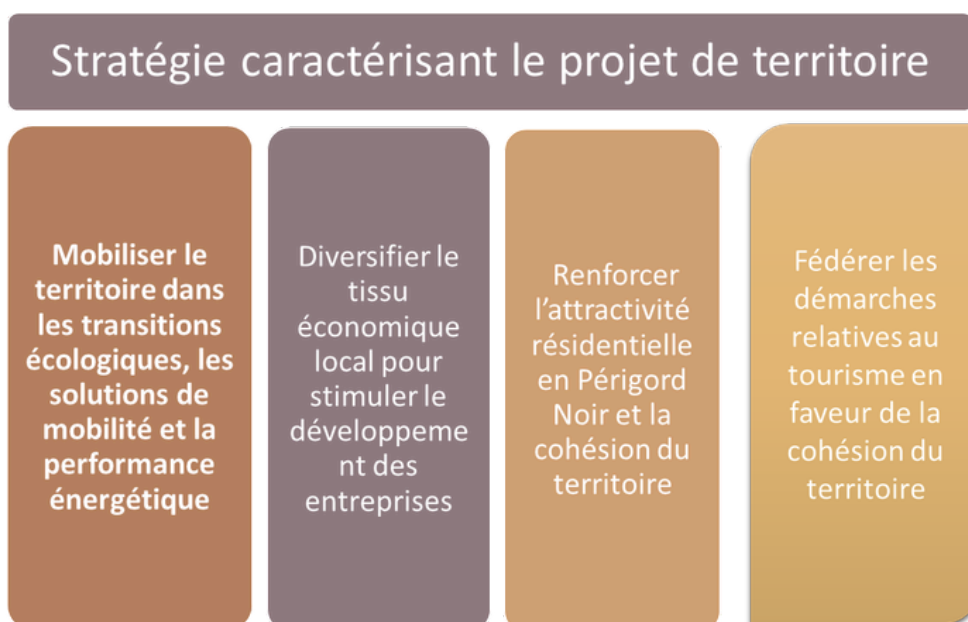 Stratégie caractérisant le projet de territoire
Mobiliser le
territoire dans
les transitions
écologiques, les
solutions de
mobilité et la
performance
énergétique
Diversifier le
tissu
économique
local pour
stimuler le
développeme
nt des
entreprises
Renforcer
l’attractivité
résidentielle
en Périgord
Noir et la
cohésion du
territoire
Fédérer les
démarches
relatives au
tourisme en
faveur de la
cohésion du
territoire